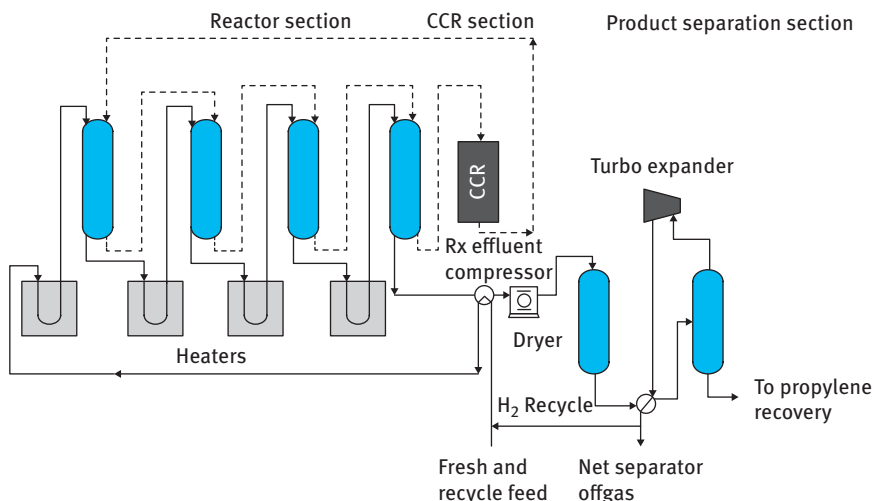 Reactor section
CCR section
Product separation section
CCR
Turbo expander
Rx effluent
compressor
Heaters
Dryer
H₂ Recycle
To propylene
recovery
Fresh and
recycle feed
Net separator
offgas